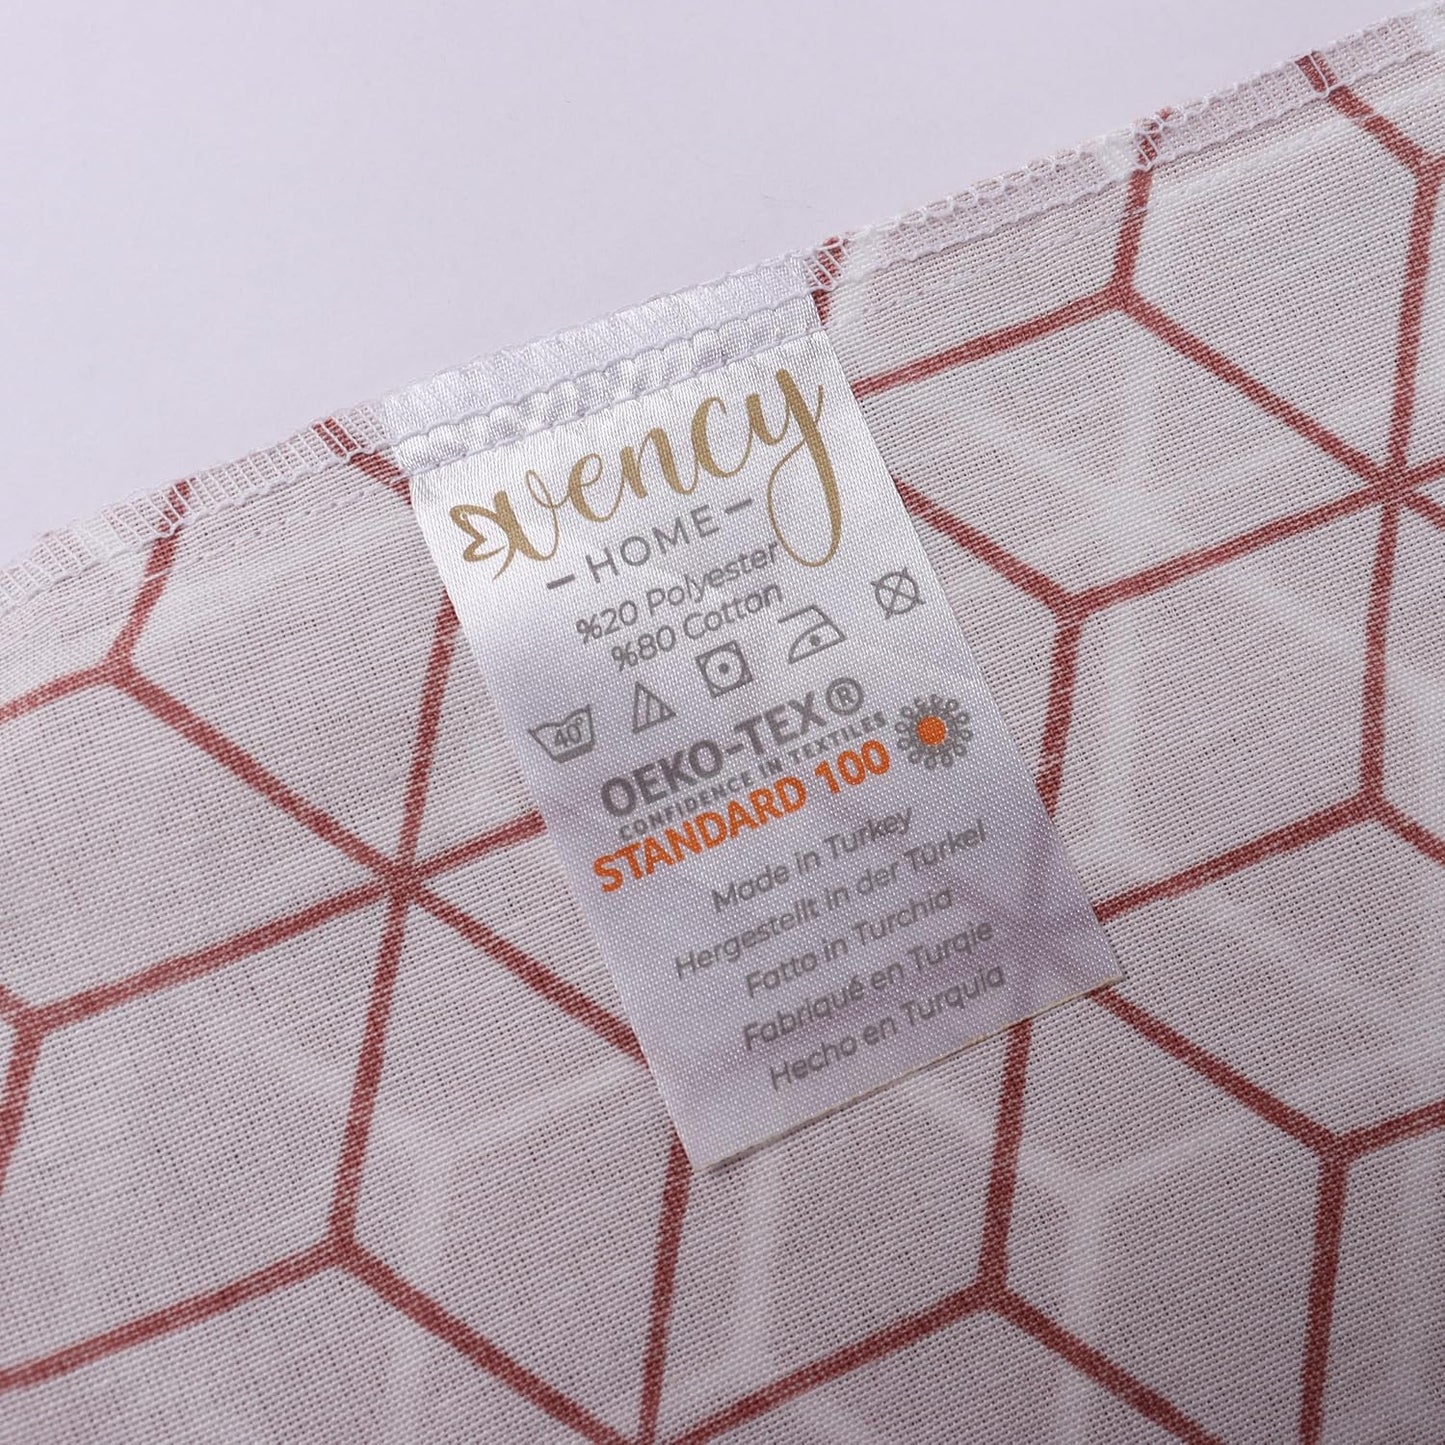 vency
HOME
%20 Polyester
%80 Cotton
40°
OEKO-TEX®
CONFIDENCE IN TEXTILES
STANDARD 100
Made in Turkey
Hergestellt in der Türkei
Fatto in Turchia
Fabriqué en Turqie
Hecho en Turquia